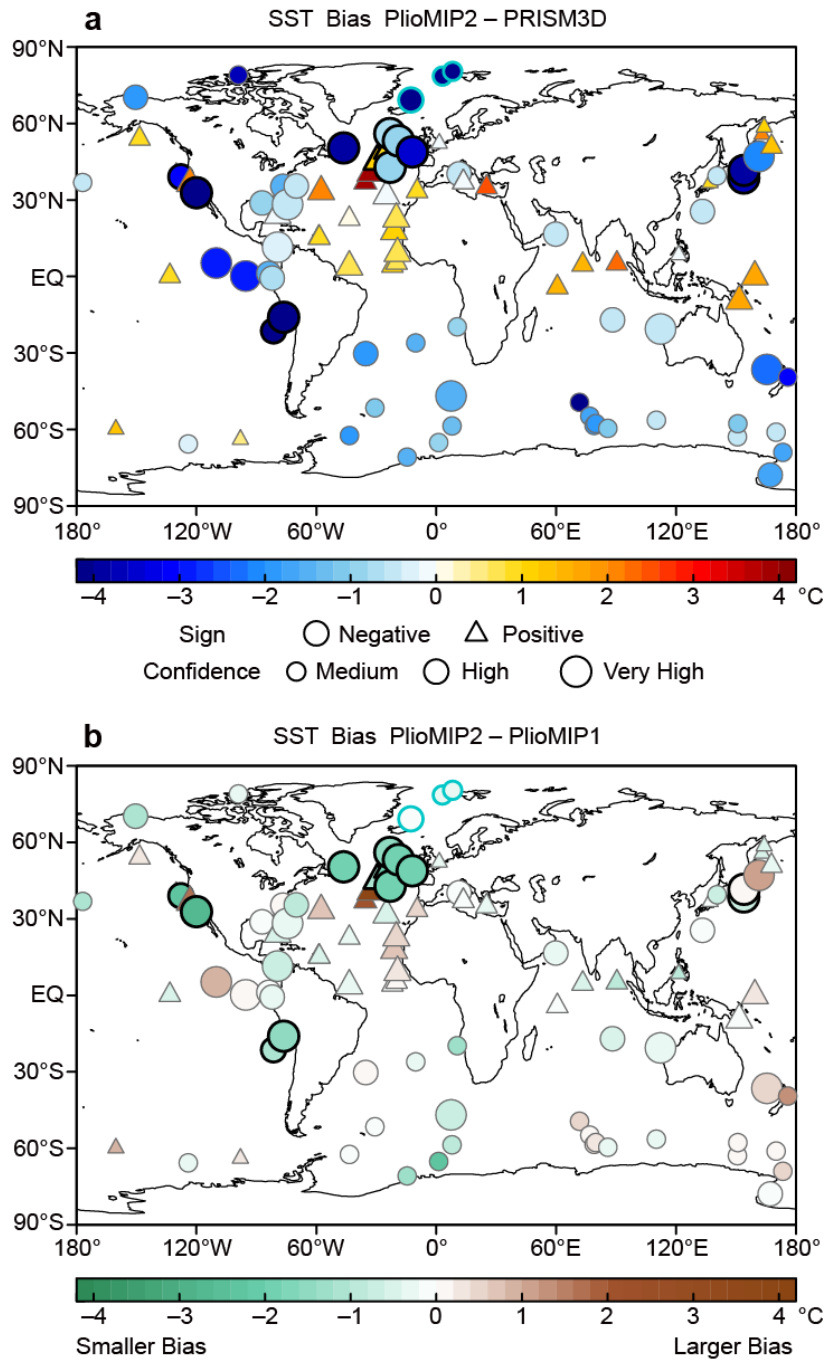 a SST Bias PlioMIP2 – PRISM3D
90°N
60°N
30°N
EQ
30°S
60°S
90°S
180° 120°W 60°W 0° 60°E 120°E 180°
–4 –3 –2 –1 0 1 2 3 4 °C
Sign Negative Positive
Confidence Medium High Very High
b SST Bias PlioMIP2 – PlioMIP1
90°N
60°N
30°N
EQ
30°S
60°S
90°S
180° 120°W 60°W 0° 60°E 120°E 180°
–4 –3 –2 –1 0 1 2 3 4 °C
Smaller Bias Larger Bias